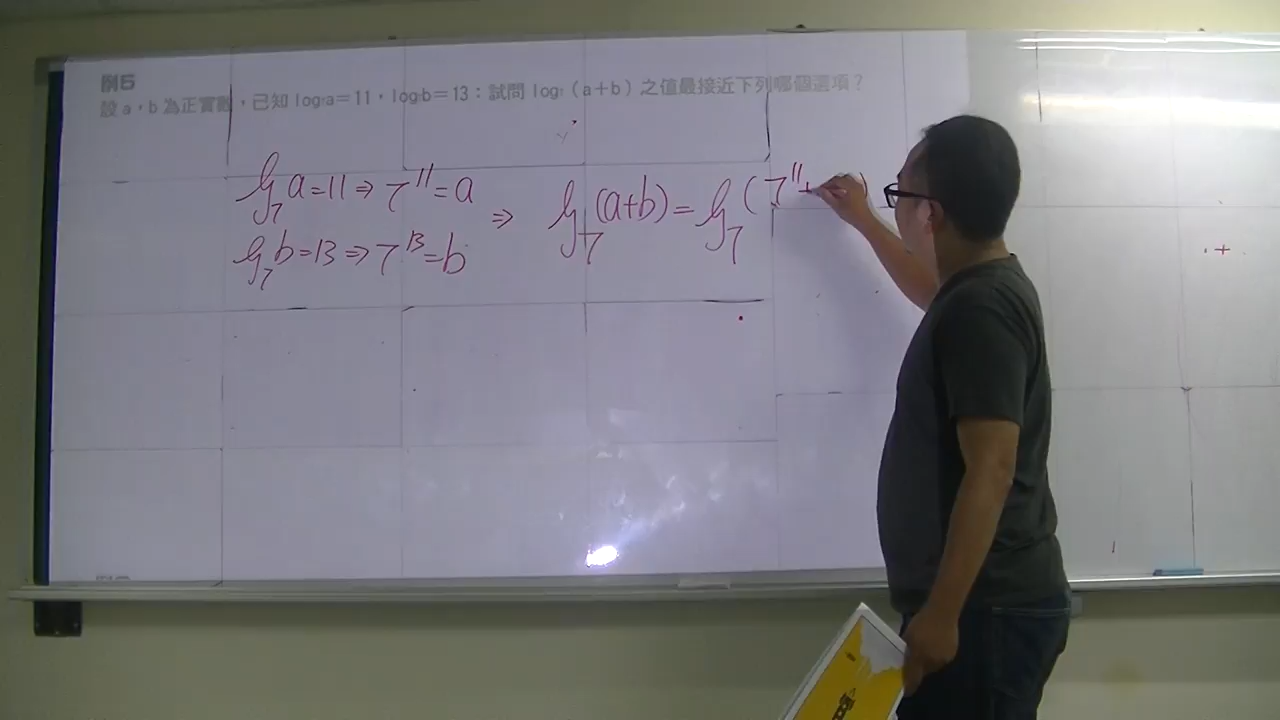 例5
設 a,b 為正實數,已知 log₇a=11,log₇b=13:試問 log₇(a+b)之值最接近下列哪個選項?
log₇a=11⇒7¹¹=a
log₇b=13⇒7¹³=b
⇒ log₇(a+b)=log₇(7¹¹+ )